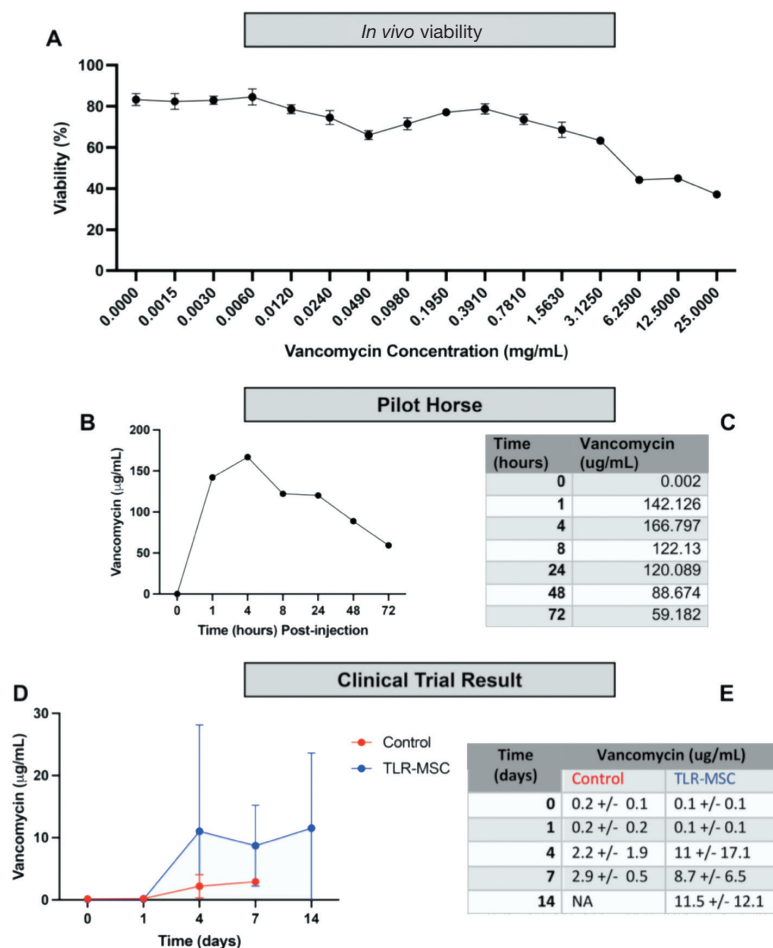 A
In vivo viability
Viability (%)
100
80
60
40
20
0
0.0000
0.0015
0.0030
0.0060
0.0120
0.0240
0.0490
0.0980
0.1950
0.3910
0.7810
1.5630
3.1250
6.2500
12.5000
25.0000
Vancomycin Concentration (mg/mL)
Pilot Horse
B
Vancomycin (μg/mL)
200
150
100
50
0
0 1 4 8 24 48 72
Time (hours) Post-injection
C
Time (hours) Vancomycin (ug/mL)
0 0.002
1 142.126
4 166.797
8 122.13
24 120.089
48 88.674
72 59.182
Clinical Trial Result
D
Vancomycin (μg/mL)
30
20
10
0
0 1 4 7 14
Time (days)
Control
TLR-MSC
E
Time (days) Vancomycin (ug/mL)
Control TLR-MSC
0 0.2 +/- 0.1 0.1 +/- 0.1
1 0.2 +/- 0.2 0.1 +/- 0.1
4 2.2 +/- 1.9 11 +/- 17.1
7 2.9 +/- 0.5 8.7 +/- 6.5
14 NA 11.5 +/- 12.1